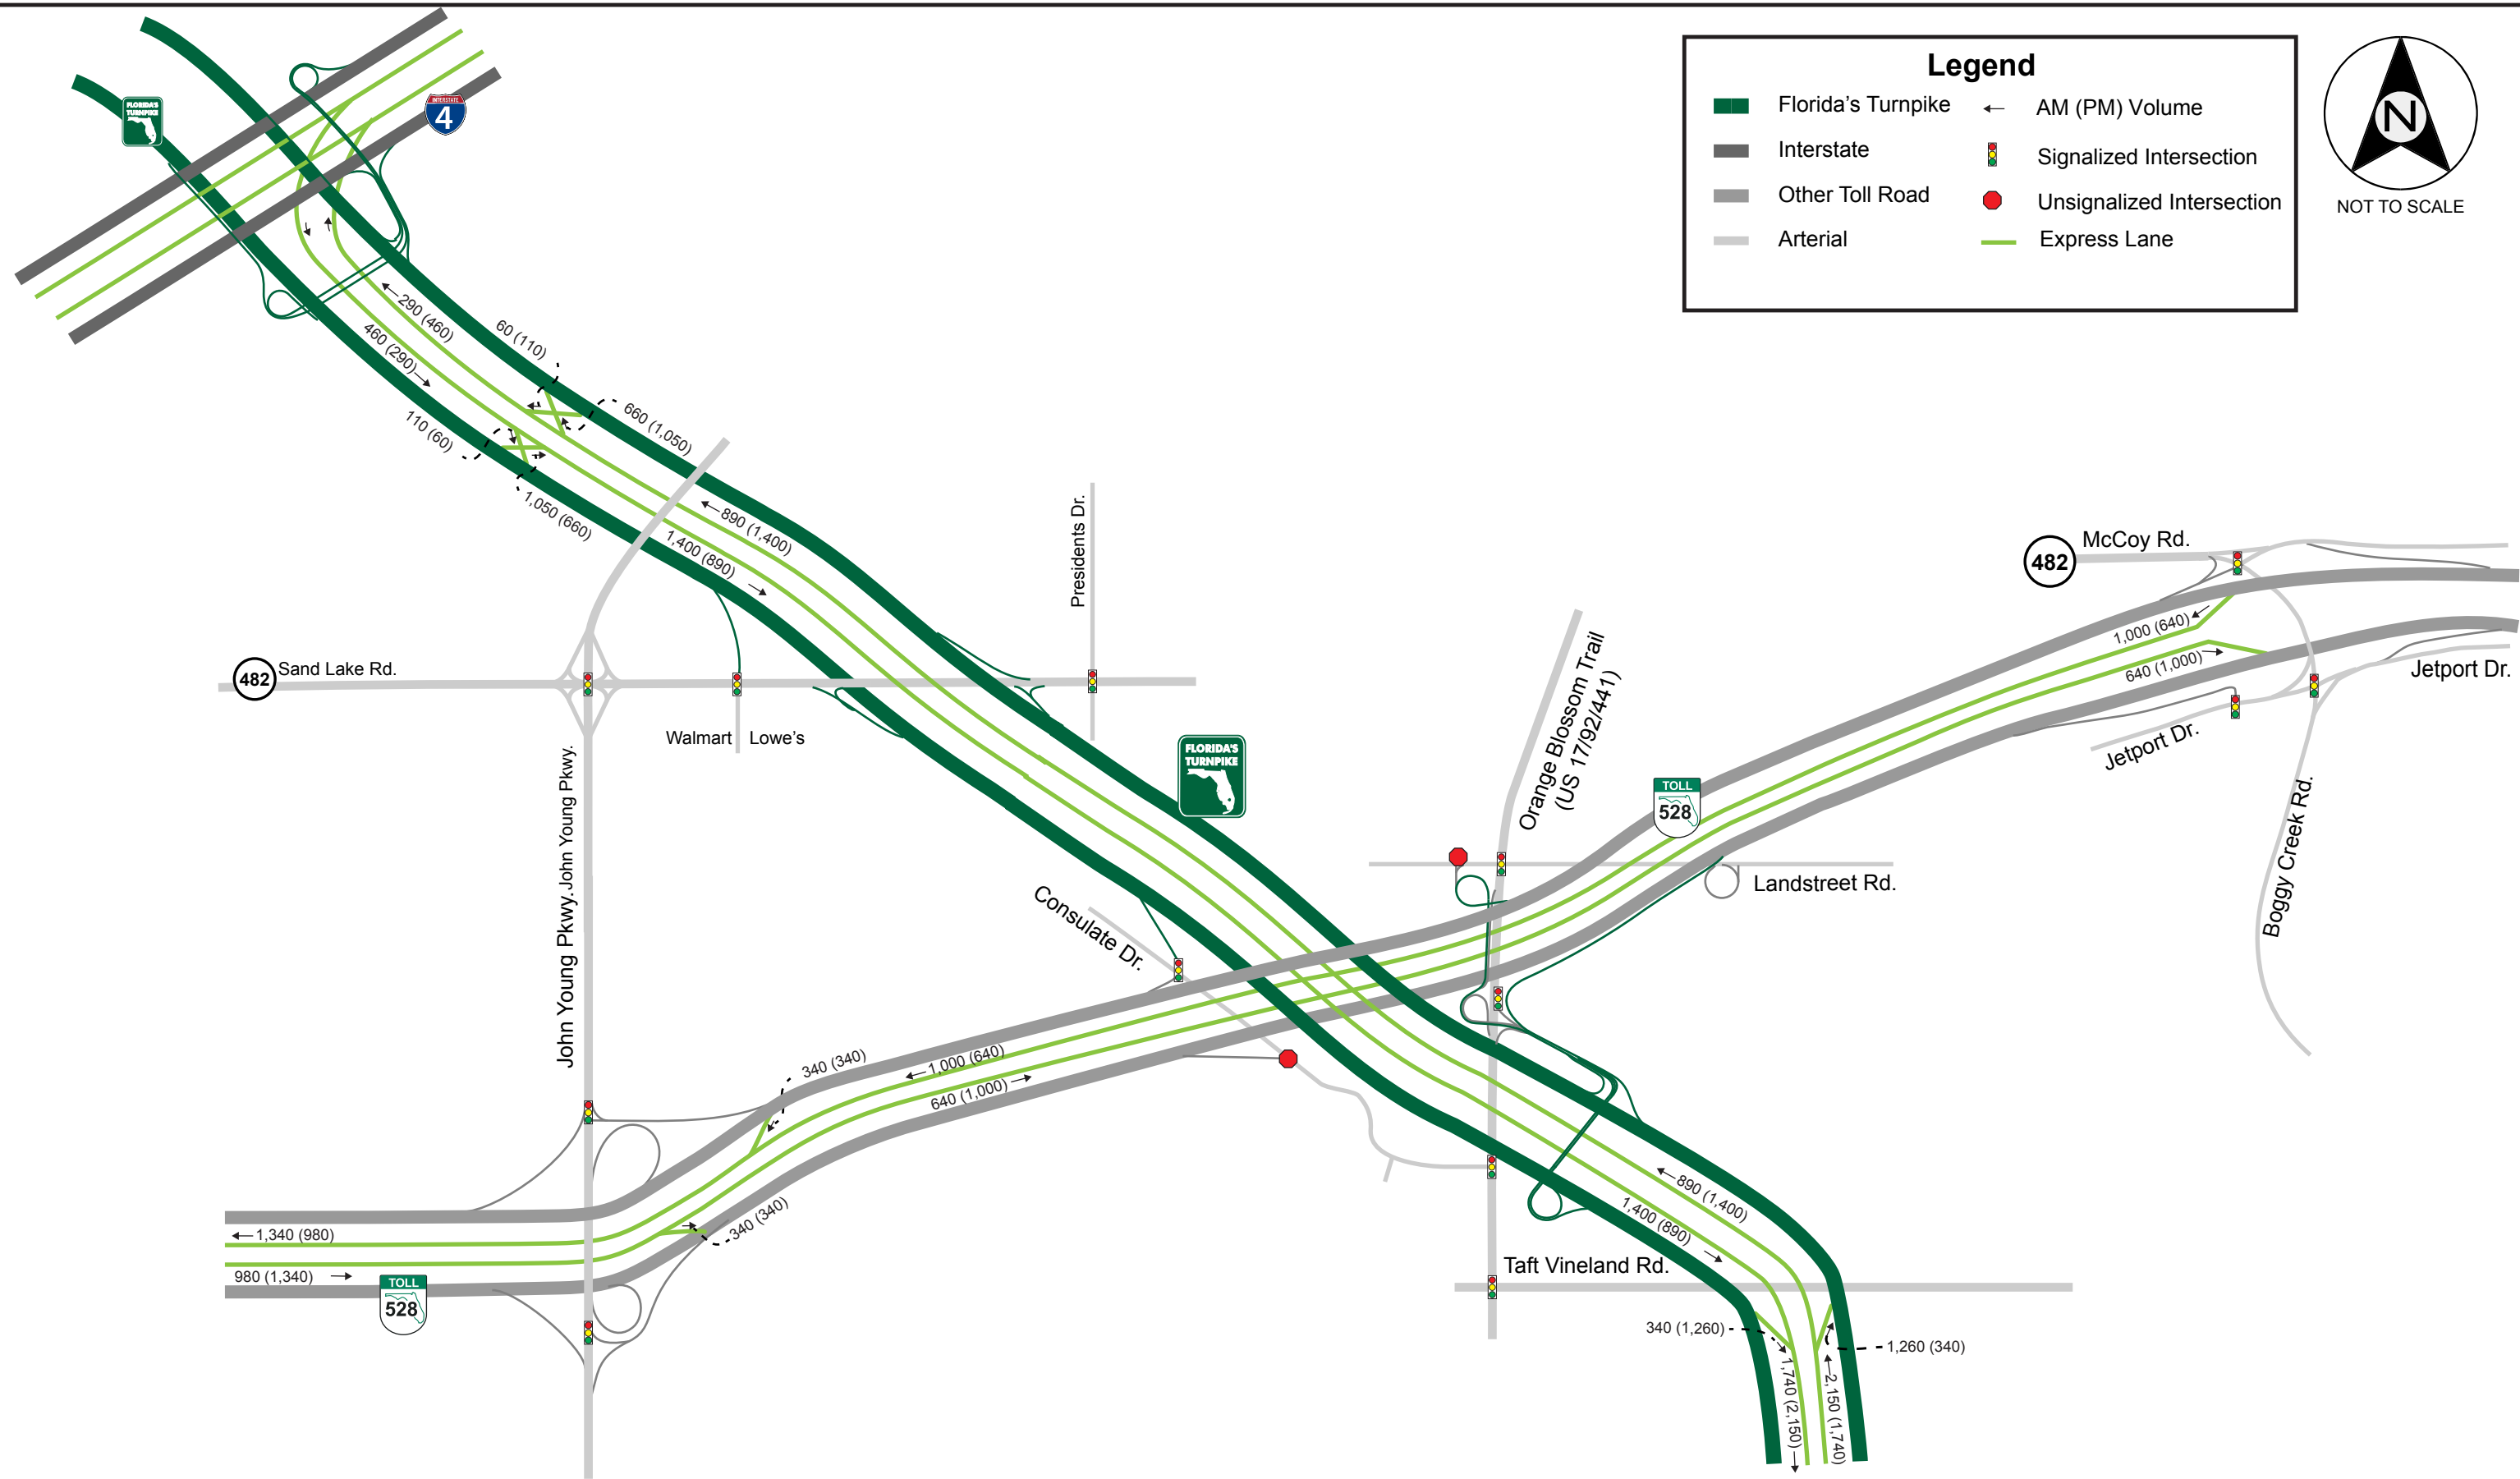 Legend
Florida's Turnpike
Interstate
Other Toll Road
Arterial
AM (PM) Volume
Signalized Intersection
Unsignalized Intersection
Express Lane
N
NOT TO SCALE
FLORIDA'S
TURNPIKE
INTERSTATE
4
290 (460)
460 (290)
60 (110)
110 (60)
660 (1,050)
1,050 (660)
890 (1,400)
1,400 (890)
Presidents Dr.
482
Sand Lake Rd.
Walmart
Lowe's
John Young Pkwy.
John Young Pkwy.
FLORIDA'S
TURNPIKE
Orange Blossom Trail
(US 17/92/441)
482
McCoy Rd.
1,000 (640)
640 (1,000)
Jetport Dr.
Jetport Dr.
Boggy Creek Rd.
TOLL
528
Landstreet Rd.
Consulate Dr.
340 (340)
1,000 (640)
640 (1,000)
340 (340)
1,340 (980)
980 (1,340)
TOLL
528
890 (1,400)
1,400 (890)
Taft Vineland Rd.
340 (1,260)
1,260 (340)
1,740 (2,150)
2,150 (1,740)